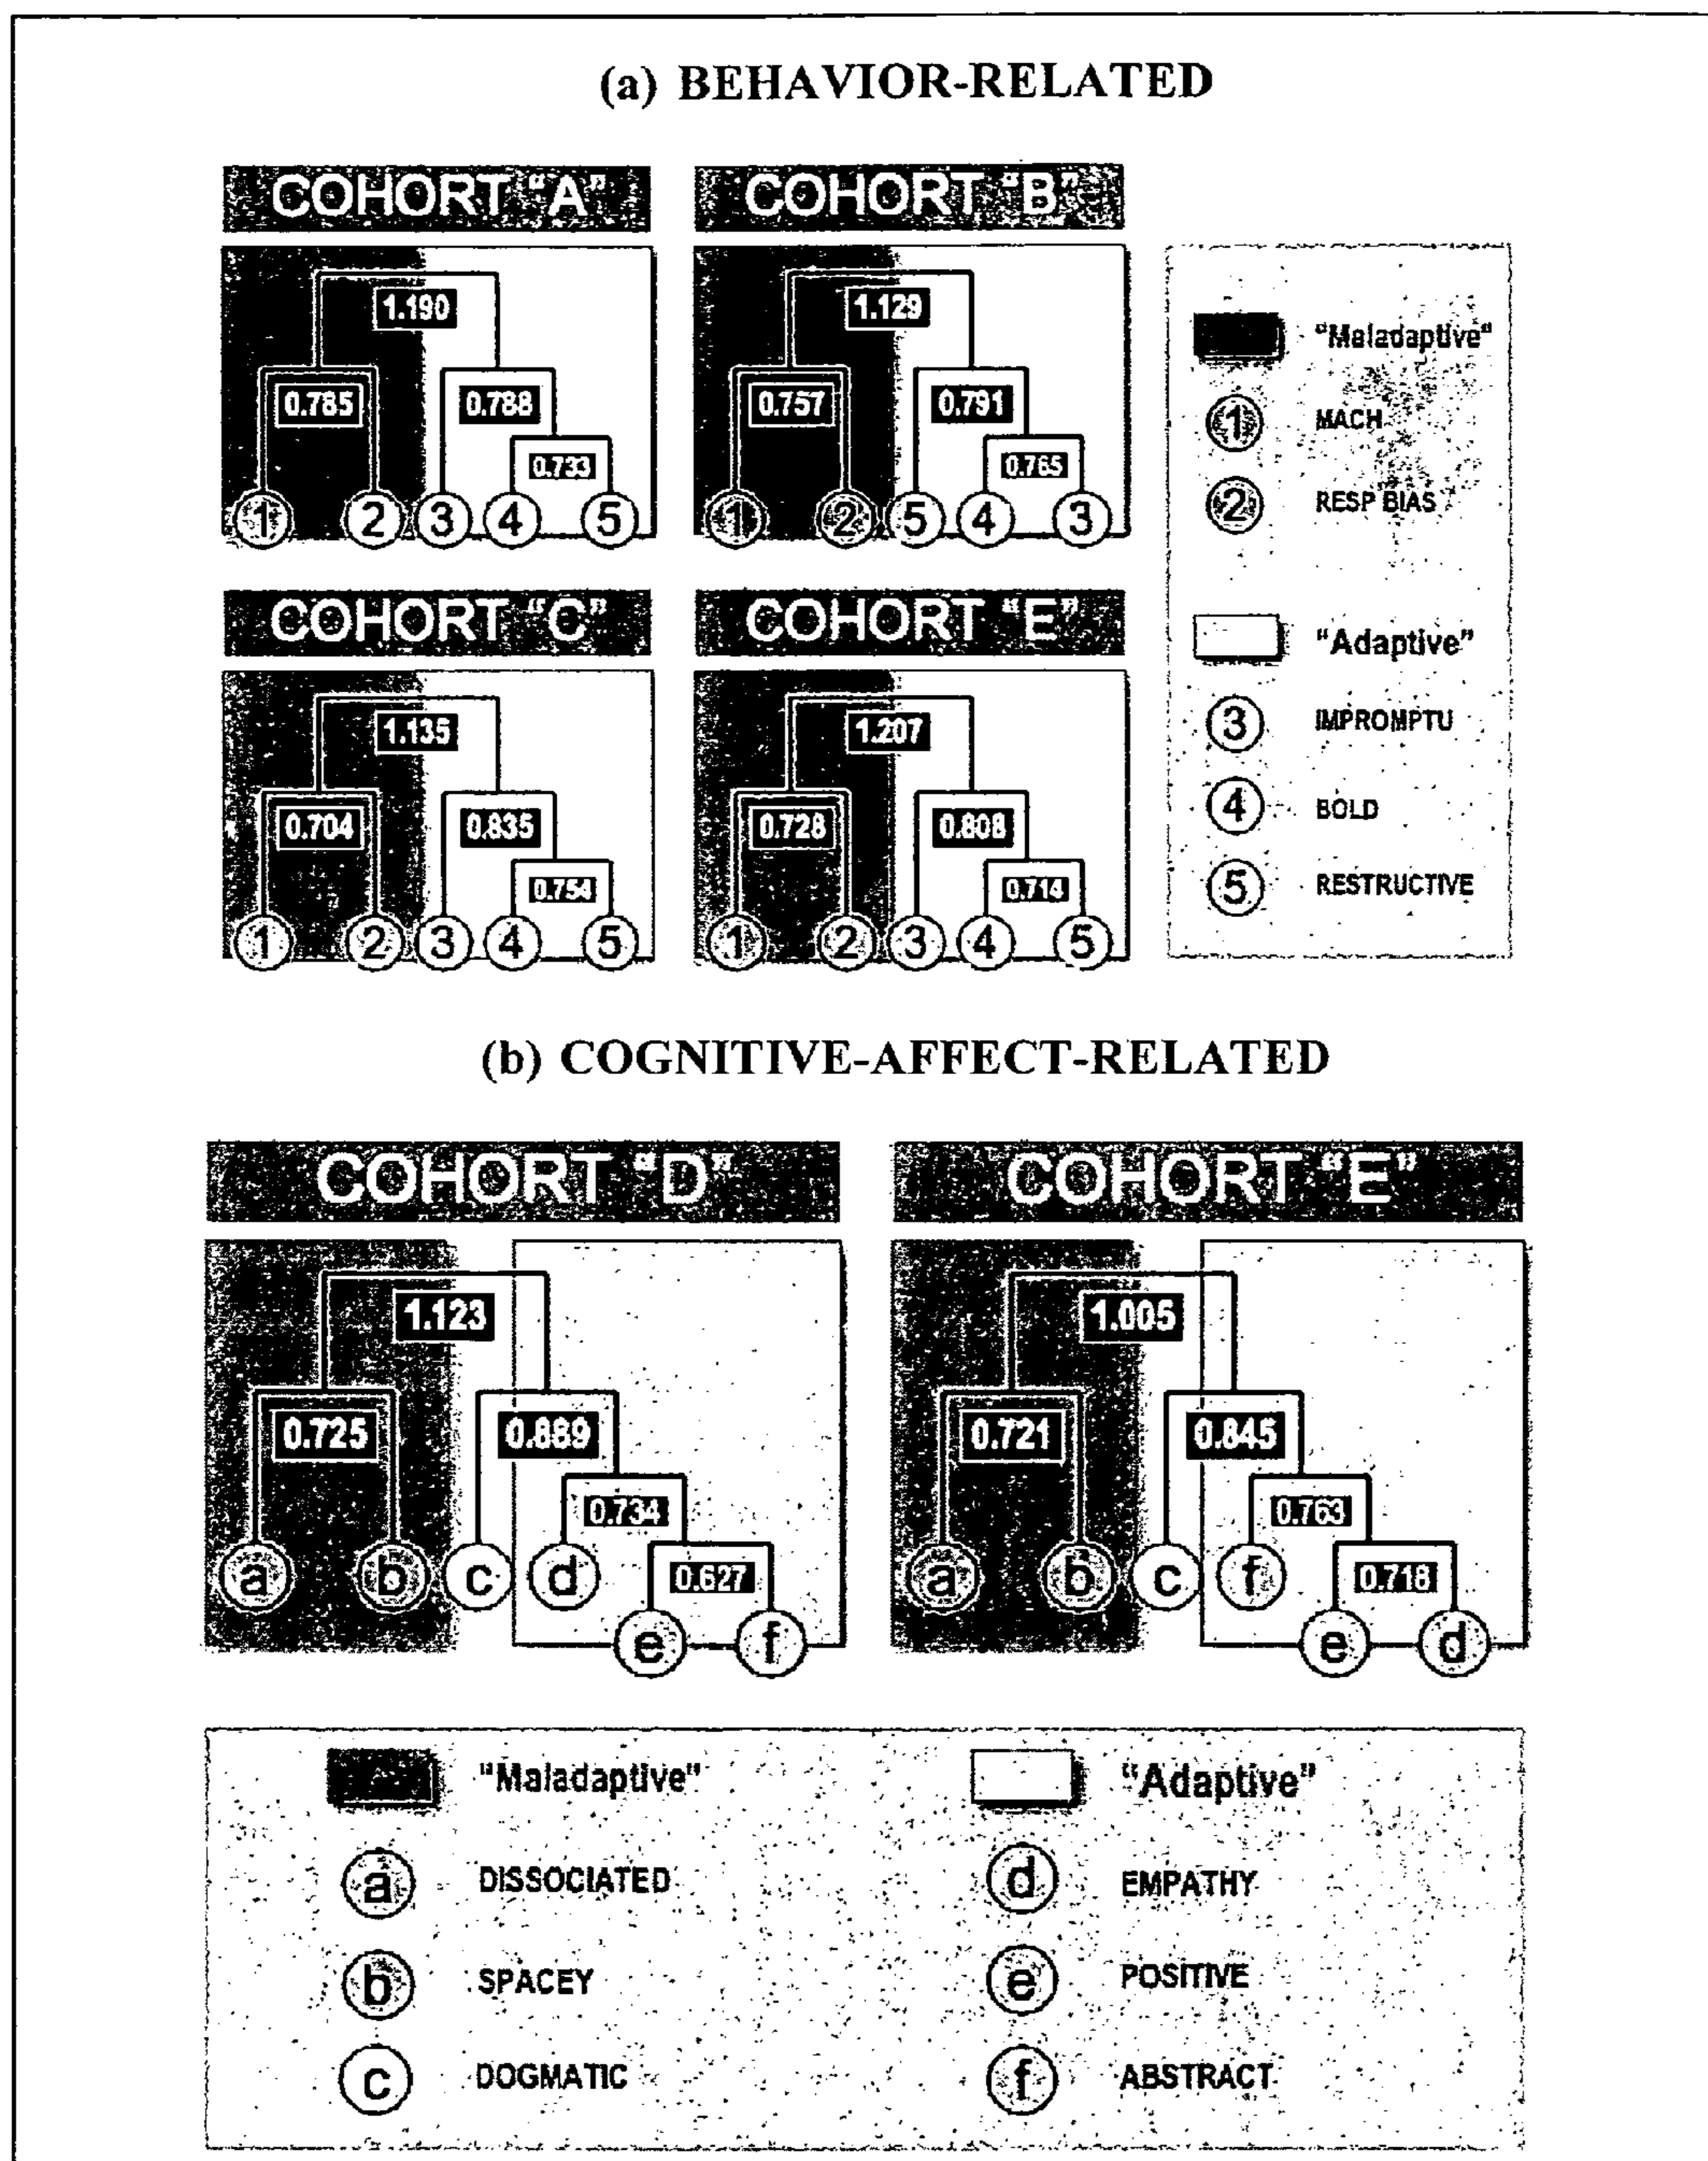 (a) BEHAVIOR-RELATED
COHORT "A"
1.190
0.785
0.788
0.733
1 2 3 4 5
COHORT "B"
1.129
0.757
0.791
0.765
1 2 5 4 3
COHORT "C"
1.135
0.704
0.835
0.754
1 2 3 4 5
COHORT "E"
1.207
0.728
0.808
0.714
1 2 3 4 5
"Maladaptive"
1 MACH
2 RESP BIAS
"Adaptive"
3 IMPROMPTU
4 BOLD
5 RESTRUCTIVE
(b) COGNITIVE-AFFECT-RELATED
COHORT "D"
1.123
0.725
0.889
0.734
0.627
a b c d
e f
COHORT "E"
1.005
0.721
0.845
0.763
0.718
a b c f
e d
"Maladaptive"
a DISSOCIATED
b SPACEY
c DOGMATIC
"Adaptive"
d EMPATHY
e POSITIVE
f ABSTRACT